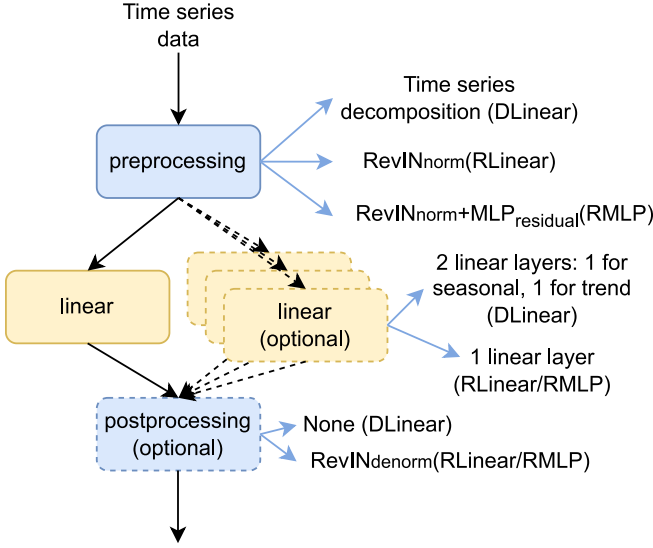 Time series
data
preprocessing
Time series
decomposition (DLinear)
RevINnorm(RLinear)
RevINnorm+MLPresidual(RMLP)
linear
linear
(optional)
2 linear layers: 1 for
seasonal, 1 for trend
(DLinear)
1 linear layer
(RLinear/RMLP)
postprocessing
(optional)
None (DLinear)
RevINdenorm(RLinear/RMLP)